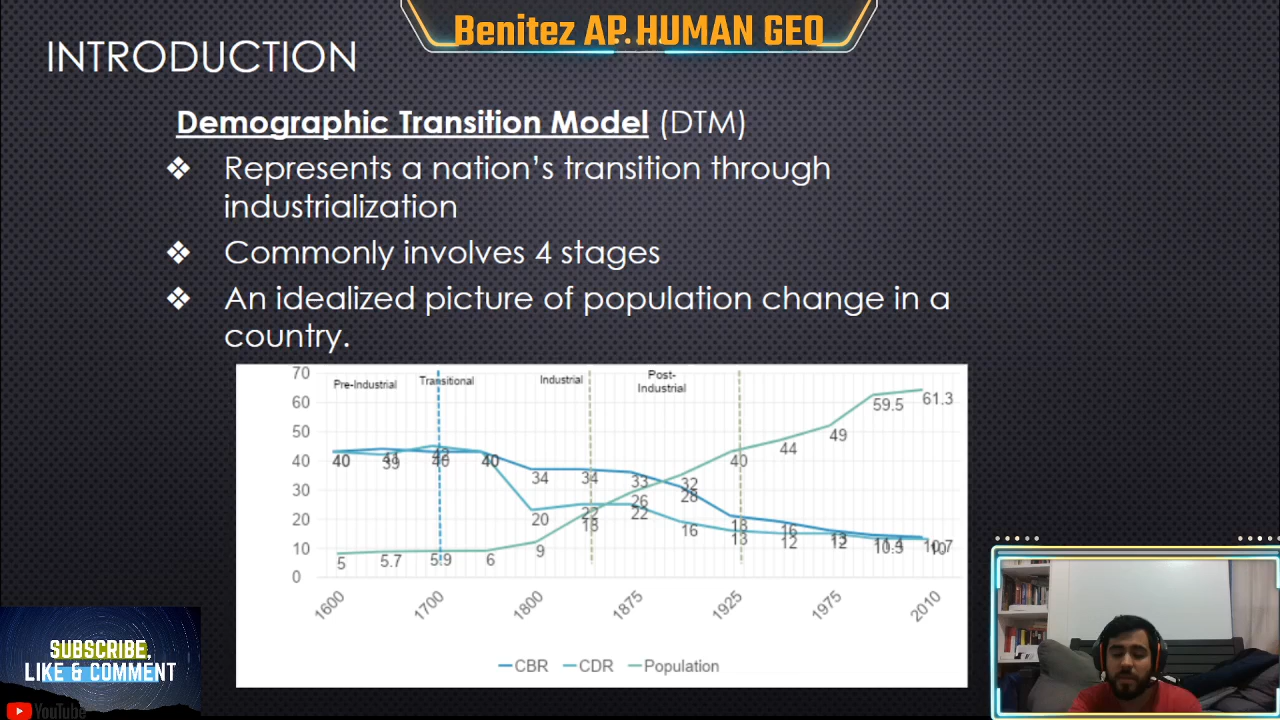 Benitez AP HUMAN GEO
INTRODUCTION
Demographic Transition Model (DTM)
❖ Represents a nation's transition through
industrialization
❖ Commonly involves 4 stages
❖ An idealized picture of population change in a
country.
Pre-Industrial Transitional Industrial Post-
Industrial
70
60
50
40
30
20
10
0
40 40 34 34 33 32 18 16
20 22 26 28 13 12 12
18 22 16
5 5.7 5.9 6 9 40 44 49 59.5 61.3
1600 1700 1800 1875 1925 1975 2010
CBR CDR Population
SUBSCRIBE,
LIKE & COMMENT
YouTube